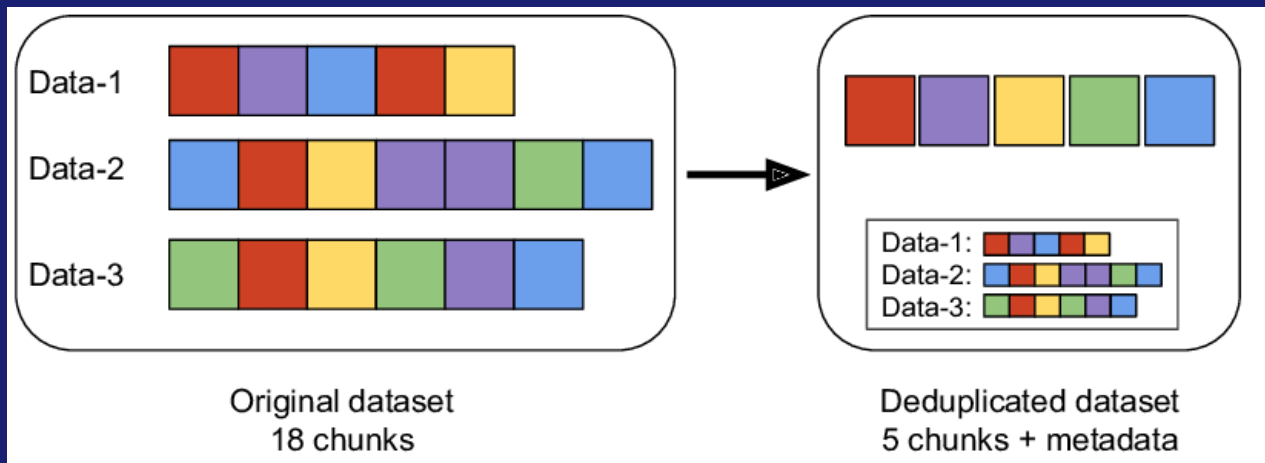 Data-1
Data-2
Data-3
Original dataset
18 chunks
Data-1:
Data-2:
Data-3:
Deduplicated dataset
5 chunks + metadata